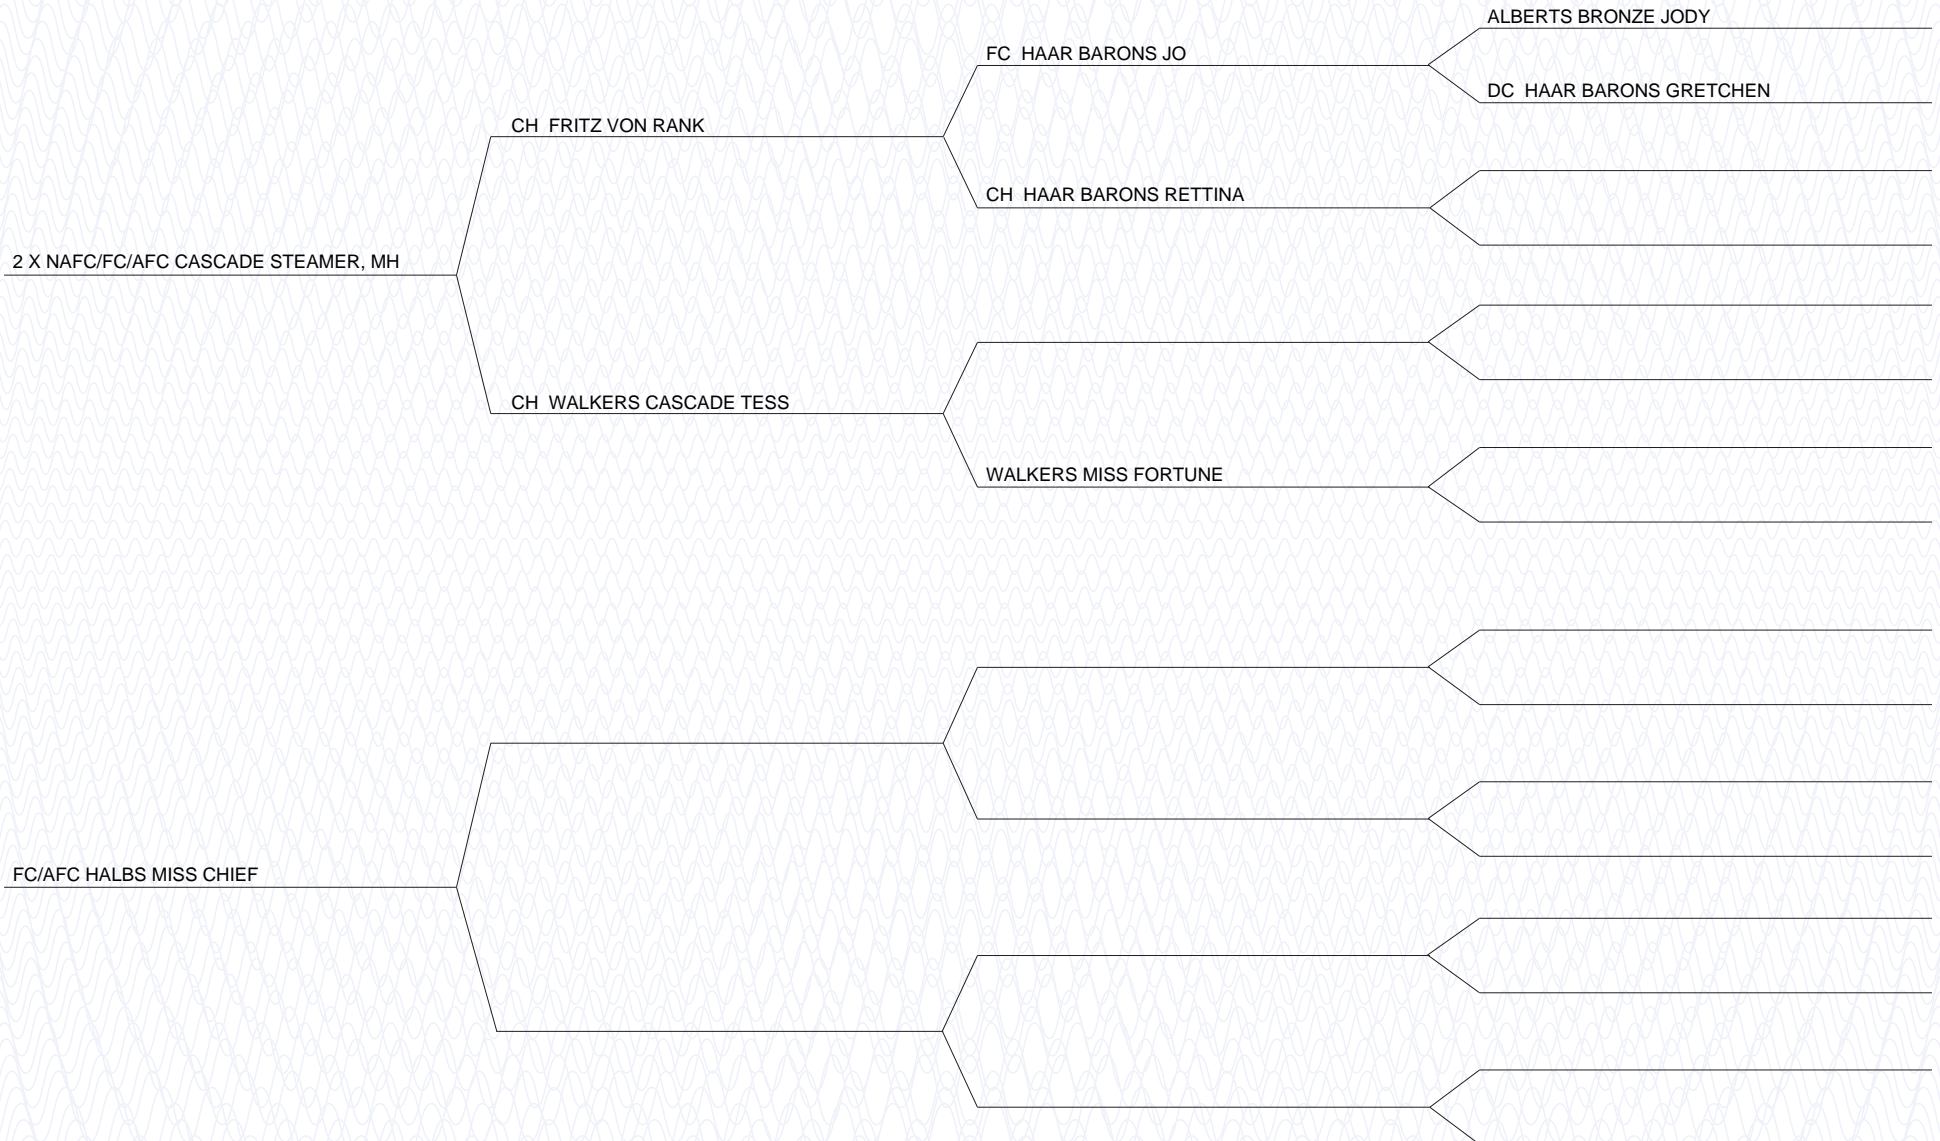 ALBERTS BRONZE JODY
FC  HAAR BARONS JO
DC  HAAR BARONS GRETCHEN
CH  FRITZ VON RANK
CH  HAAR BARONS RETTINA
2 X NAFC/FC/AFC CASCADE STEAMER, MH
CH  WALKERS CASCADE TESS
WALKERS MISS FORTUNE
FC/AFC HALBS MISS CHIEF